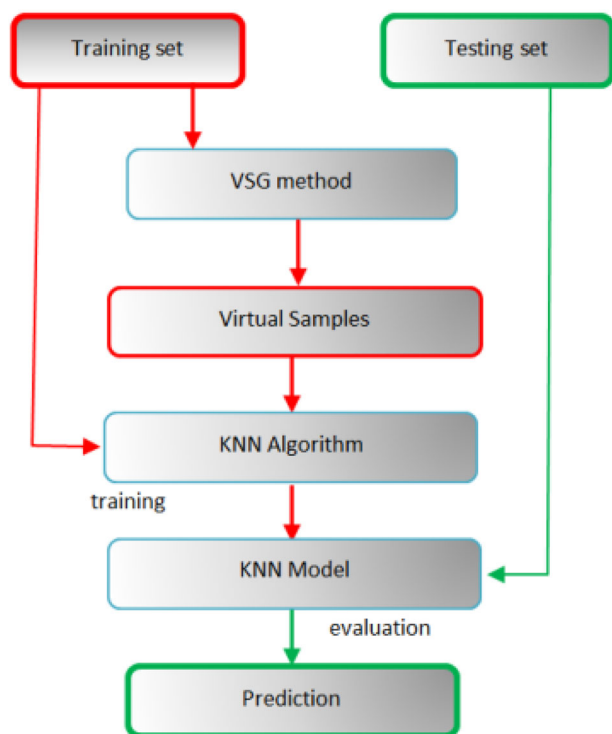 Training set
Testing set
VSG method
Virtual Samples
KNN Algorithm
training
KNN Model
evaluation
Prediction